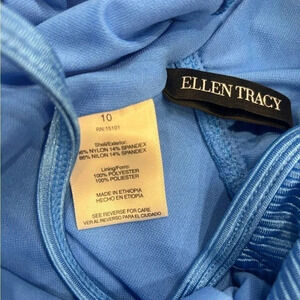 ELLEN TRACY
10
RN 15101
Shell/Exterior:
86% NYLON 14% SPANDEX
86% NILON 14% SPANDEX
Lining/Forro:
100% POLYESTER
100% POLIESTER
MADE IN ETHIOPIA
HECHO EN ETIOPIA
SEE REVERSE FOR CARE
VER AL REVERSO PARA EL CUIDADO